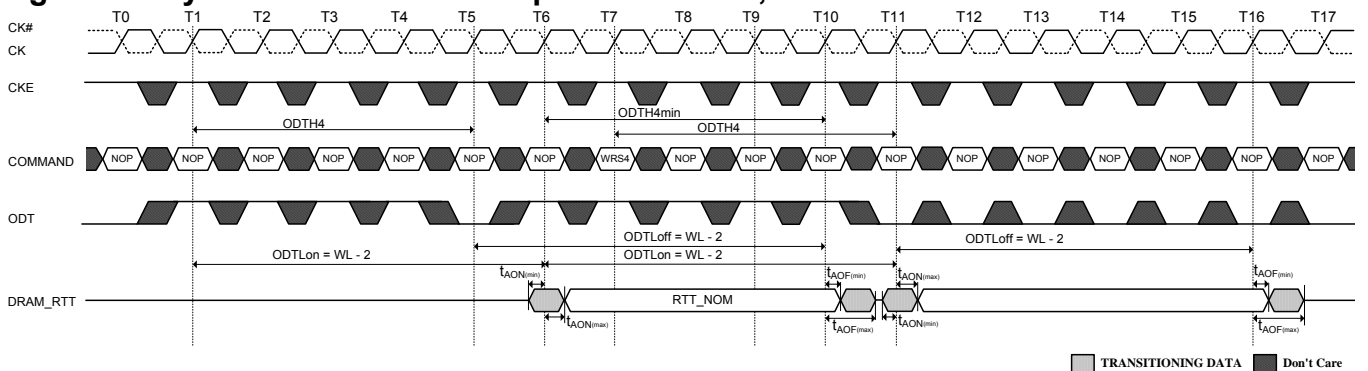 T0 T1 T2 T3 T4 T5 T6 T7 T8 T9 T10 T11 T12 T13 T14 T15 T16 T17
CK#
CK
CKE
ODTH4min
ODTH4
ODTH4
COMMAND NOP NOP NOP NOP NOP NOP NOP WRS4 NOP NOP NOP NOP NOP NOP NOP NOP NOP NOP
ODT
ODTLoff = WL - 2
ODTLoff = WL - 2
ODTLon = WL - 2
ODTLon = WL - 2
tAON(min)
tAOF(min)
tAON(max)
tAOF(min)
DRAM_RTT
RTT_NOM
tAON(max)
tAOF(max)
tAON(min)
tAOF(max)
TRANSITIONING DATA
Don't Care